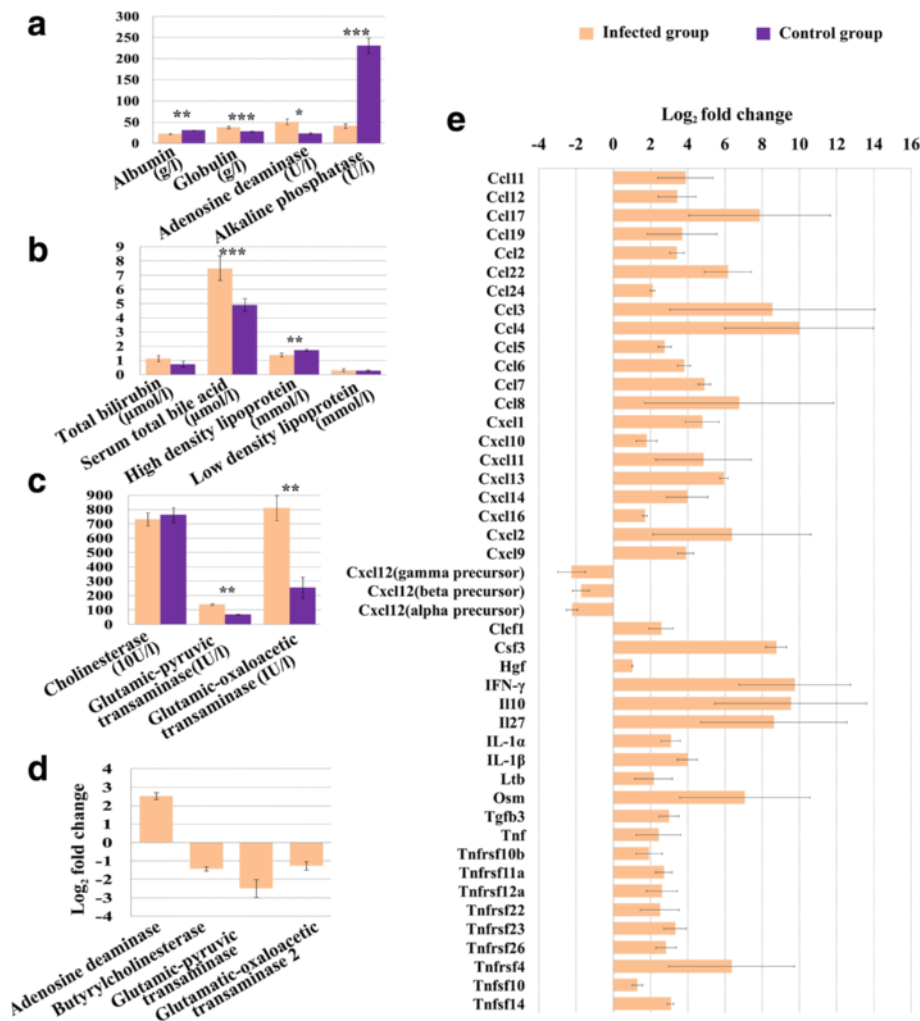 Infected group
Control group
a
300
250
200
150
100
50
0
**
***
*
***
Albumin
(g/l)
Globulin
(g/l)
Adenosine deaminase
(U/l)
Alkaline phosphatase
(U/l)
b
9
8
7
6
5
4
3
2
1
0
***
**
Total bilirubin
(μmol/l)
Serum total bile acid
(μmol/l)
High density lipoprotein
(mmol/l)
Low density lipoprotein
(mmol/l)
c
900
800
700
600
500
400
300
200
100
0
**
**
Cholinesterase
(10U/l)
Glutamic-pyruvic
transaminase(1U/l)
Glutamic-oxaloacetic
transaminase (1U/l)
d
Log2 fold change
4
3
2
1
0
-1
-2
-3
-4
Adenosine deaminase
Butyrylcholinesterase
Glutamic-pyruvic
transaminase
Glutamatic-oxaloacetic
transaminase 2
e
Log2 fold change
-4 -2 0 2 4 6 8 10 12 14 16
Ccl11
Ccl12
Ccl17
Ccl19
Ccl2
Ccl22
Ccl24
Ccl3
Ccl4
Ccl5
Ccl6
Ccl7
Ccl8
Cxcl1
Cxcl10
Cxcl11
Cxcl13
Cxcl14
Cxcl16
Cxcl2
Cxcl9
Cxcl12(gamma precursor)
Cxcl12(beta precursor)
Cxcl12(alpha precursor)
Clcf1
Csf3
Hgf
IFN-γ
Il10
Il27
IL-1α
IL-1β
Ltb
Osm
Tgfb3
Tnf
Tnfrsf10b
Tnfrsf11a
Tnfrsf12a
Tnfrsf22
Tnfrsf23
Tnfrsf26
Tnfrsf4
Tnfsf10
Tnfsf14